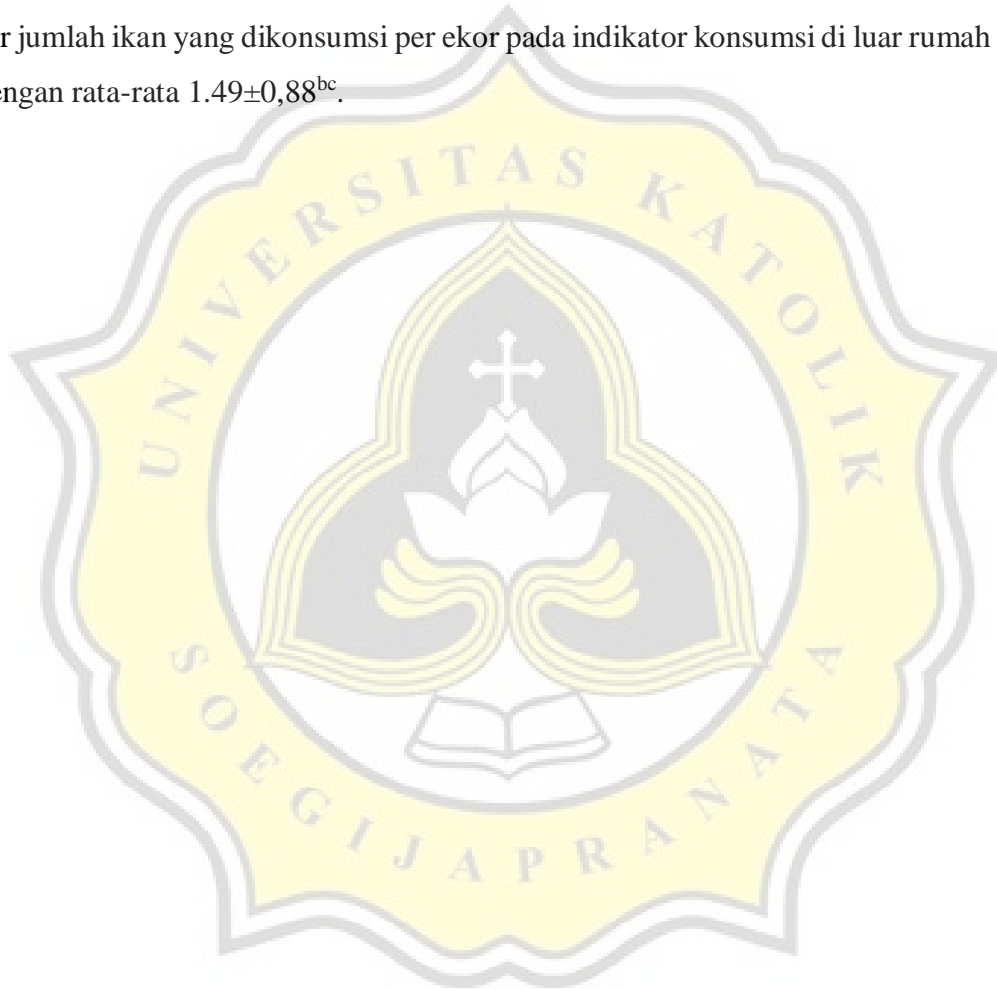 r jumlah ikan yang dikonsumsi per ekor pada indikator konsumsi di luar rumah
engan rata-rata 1.49±0,88ᵇᶜ.
UNIVERSITAS KATOLIK
SOEGIJAPRANATA